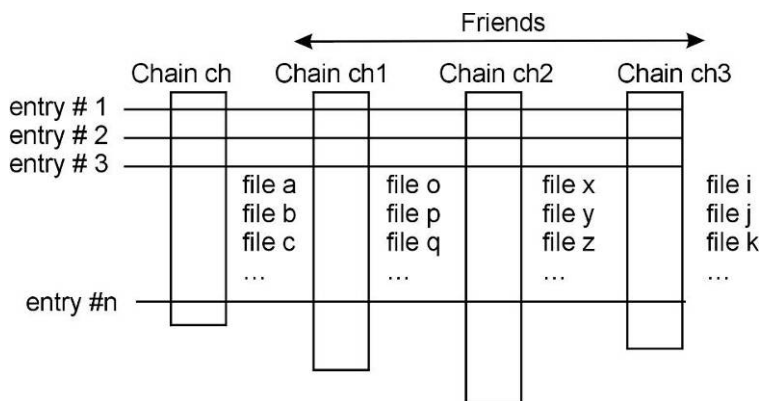 Friends
Chain ch Chain ch1 Chain ch2 Chain ch3
entry # 1
entry # 2
entry # 3
file a file o file x file i
file b file p file y file j
file c file q file z file k
... ... ... ...
entry #n